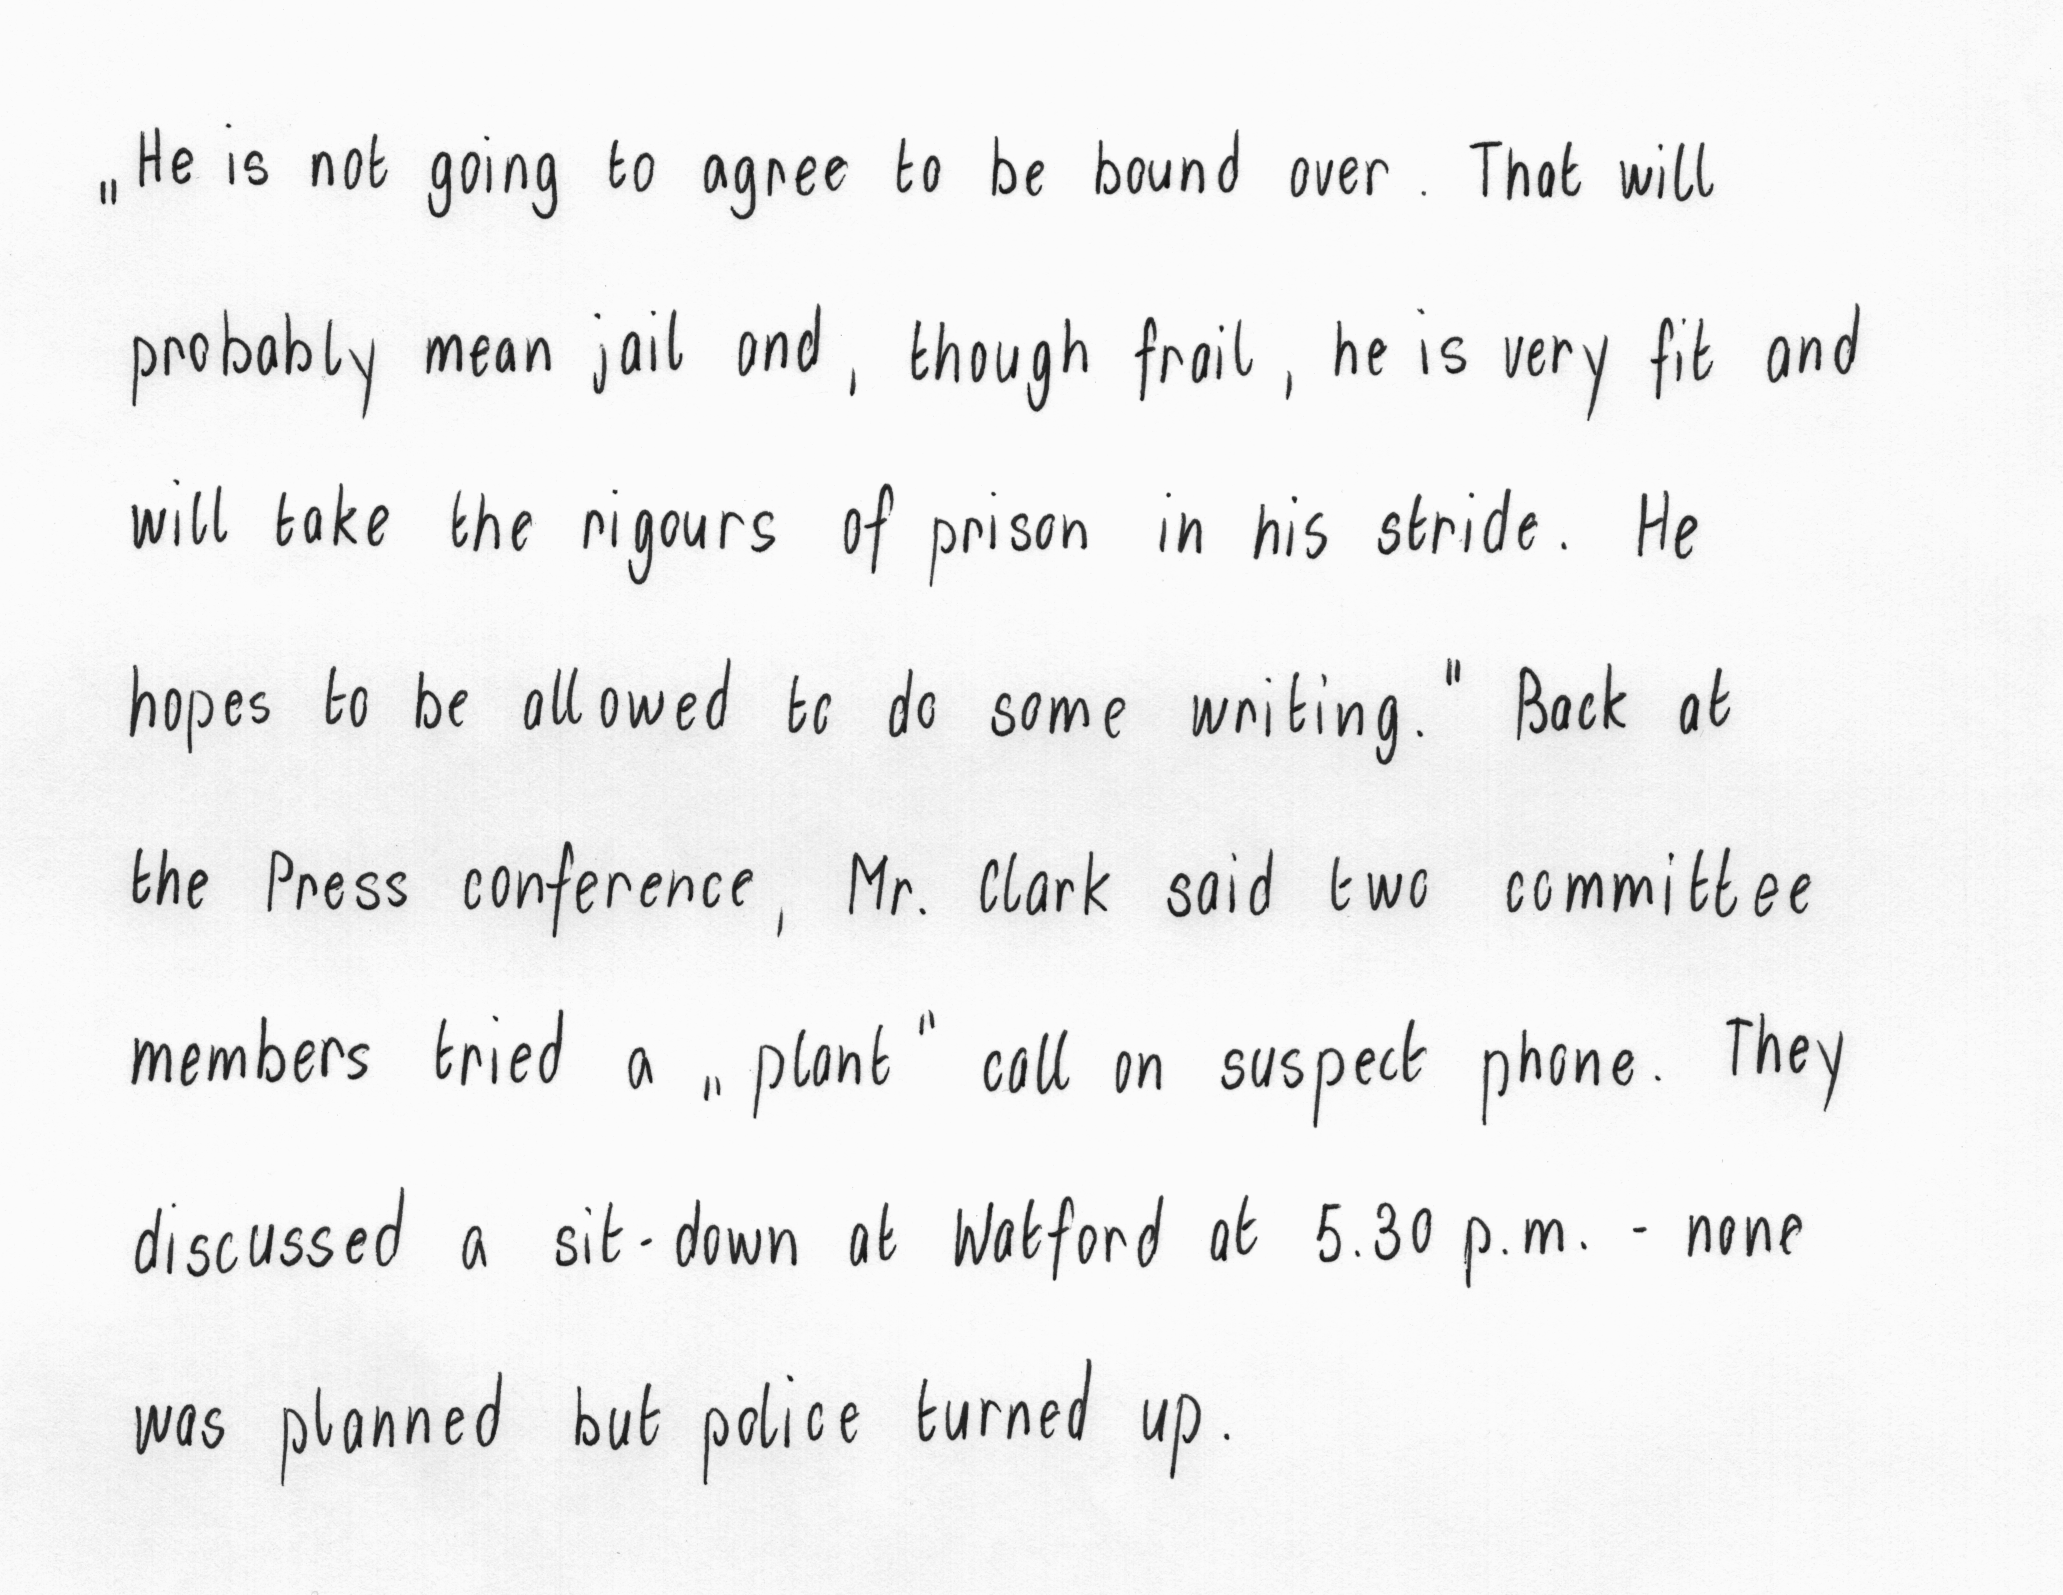 „He is not going to agree to be bound over. That will
probably mean jail and, though frail, he is very fit and
will take the rigours of prison in his stride. He
hopes to be allowed to do some writing." Back at
the Press conference, Mr. Clark said two committee
members tried a „plant" call on suspect phone. They
discussed a sit-down at Watford at 5.30 p.m. - none
was planned but police turned up.